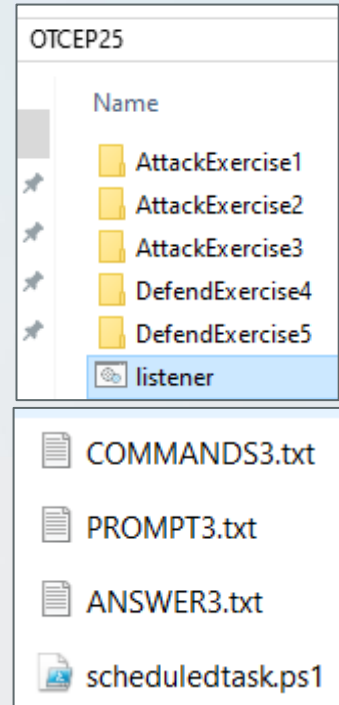 OTCEP25
Name
AttackExercise1
AttackExercise2
AttackExercise3
DefendExercise4
DefendExercise5
listener
COMMANDS3.txt
PROMPT3.txt
ANSWER3.txt
scheduledtask.ps1